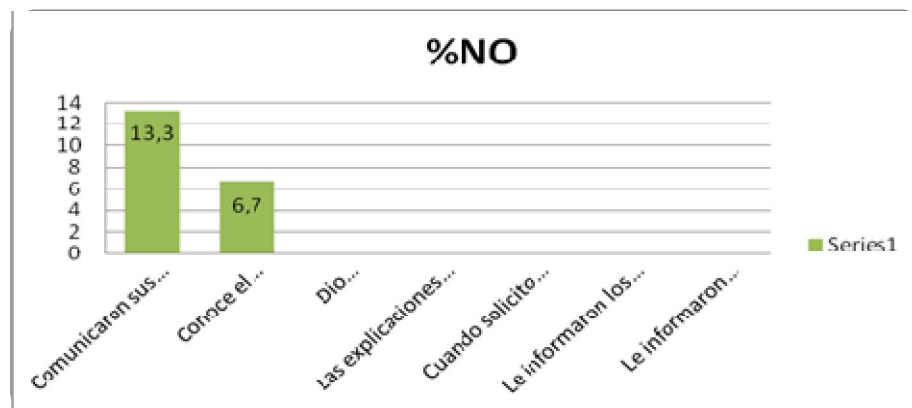 %NO
14
12
10
8
6
4
2
0
13,3
6,7
Series1
Comunicaron sus...
Conoce el...
Dio...
Las explicaciones...
Cuando solicito...
Le informaron los...
Le informaron...